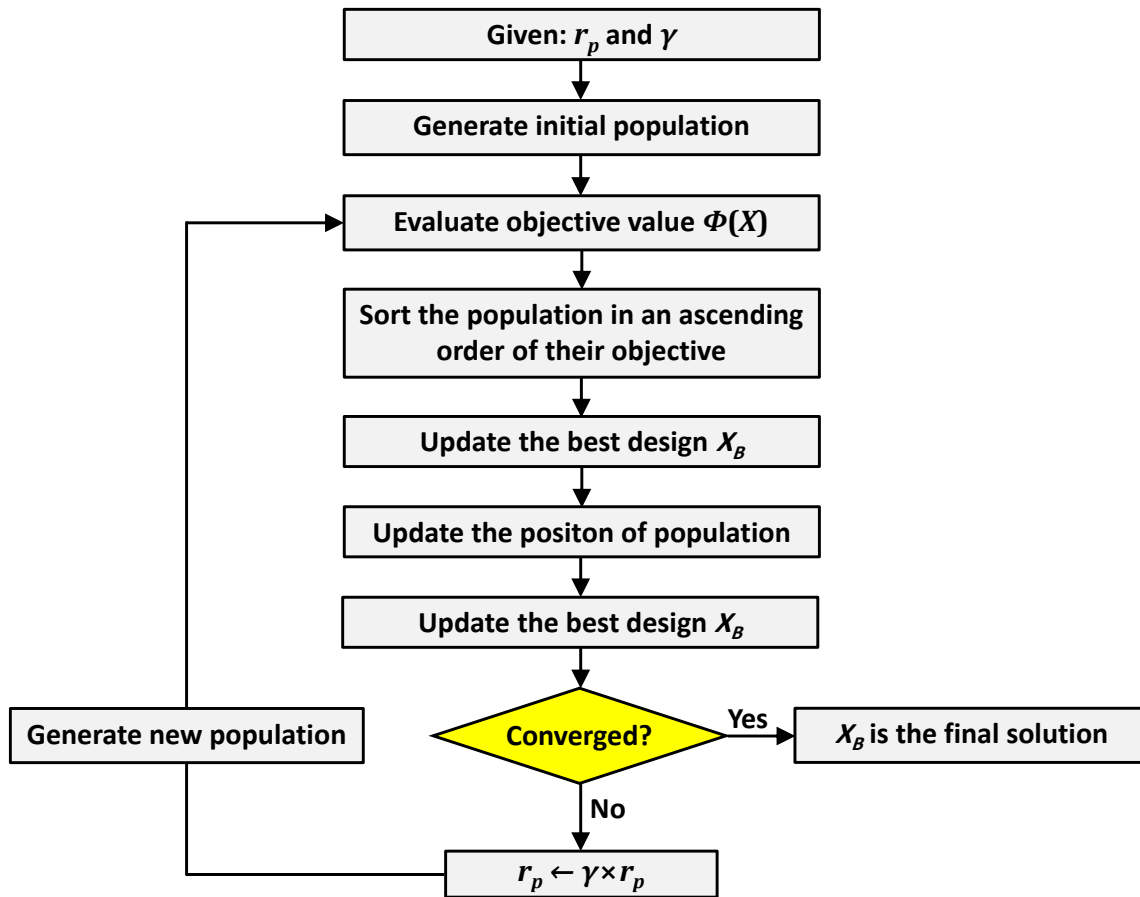 Given: r_p and γ
Generate initial population
Evaluate objective value Φ(X)
Sort the population in an ascending
order of their objective
Update the best design X_B
Update the positon of population
Update the best design X_B
Converged?
Yes
X_B is the final solution
No
r_p ← γ×r_p
Generate new population